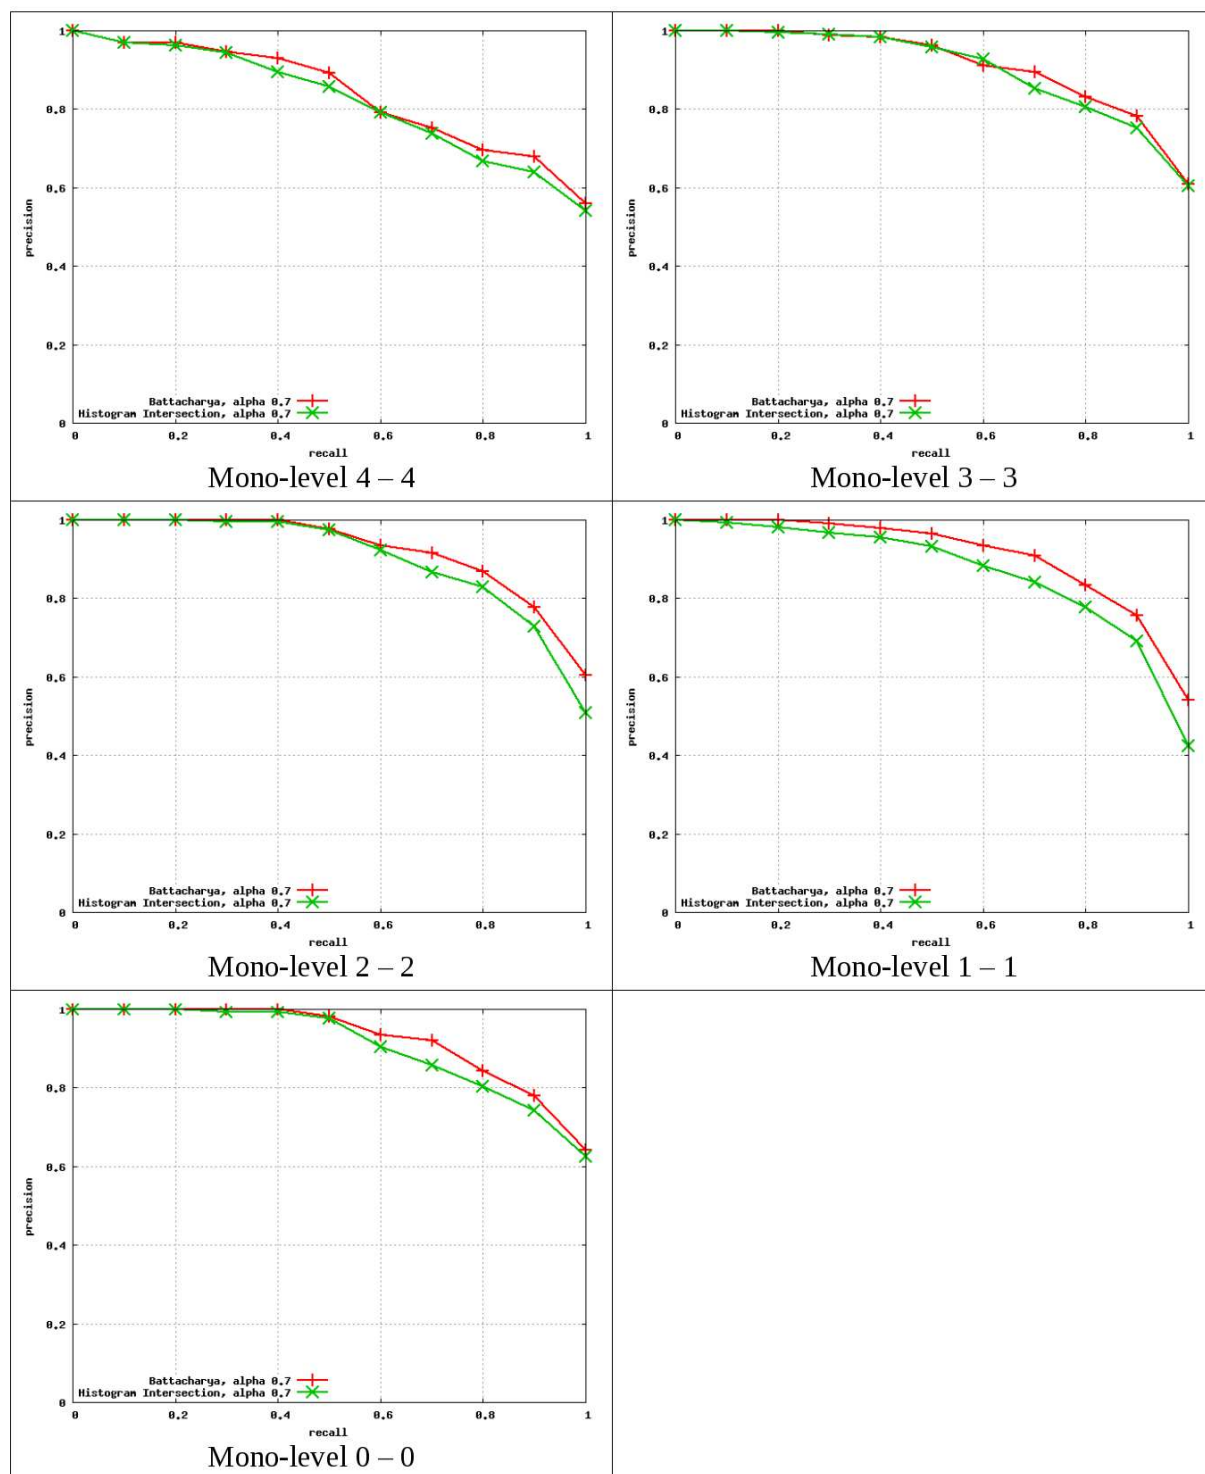 1
0.8
0.6
precision
0.4
0.2
Battacharya, alpha 0.7
Histogram Intersection, alpha 0.7
0
0 0.2 0.4 0.6 0.8 1
recall
Mono-level 4 – 4
1
0.8
0.6
precision
0.4
0.2
Battacharya, alpha 0.7
Histogram Intersection, alpha 0.7
0
0 0.2 0.4 0.6 0.8 1
recall
Mono-level 3 – 3
1
0.8
0.6
precision
0.4
0.2
Battacharya, alpha 0.7
Histogram Intersection, alpha 0.7
0
0 0.2 0.4 0.6 0.8 1
recall
Mono-level 2 – 2
1
0.8
0.6
precision
0.4
0.2
Battacharya, alpha 0.7
Histogram Intersection, alpha 0.7
0
0 0.2 0.4 0.6 0.8 1
recall
Mono-level 1 – 1
1
0.8
0.6
precision
0.4
0.2
Battacharya, alpha 0.7
Histogram Intersection, alpha 0.7
0
0 0.2 0.4 0.6 0.8 1
recall
Mono-level 0 – 0